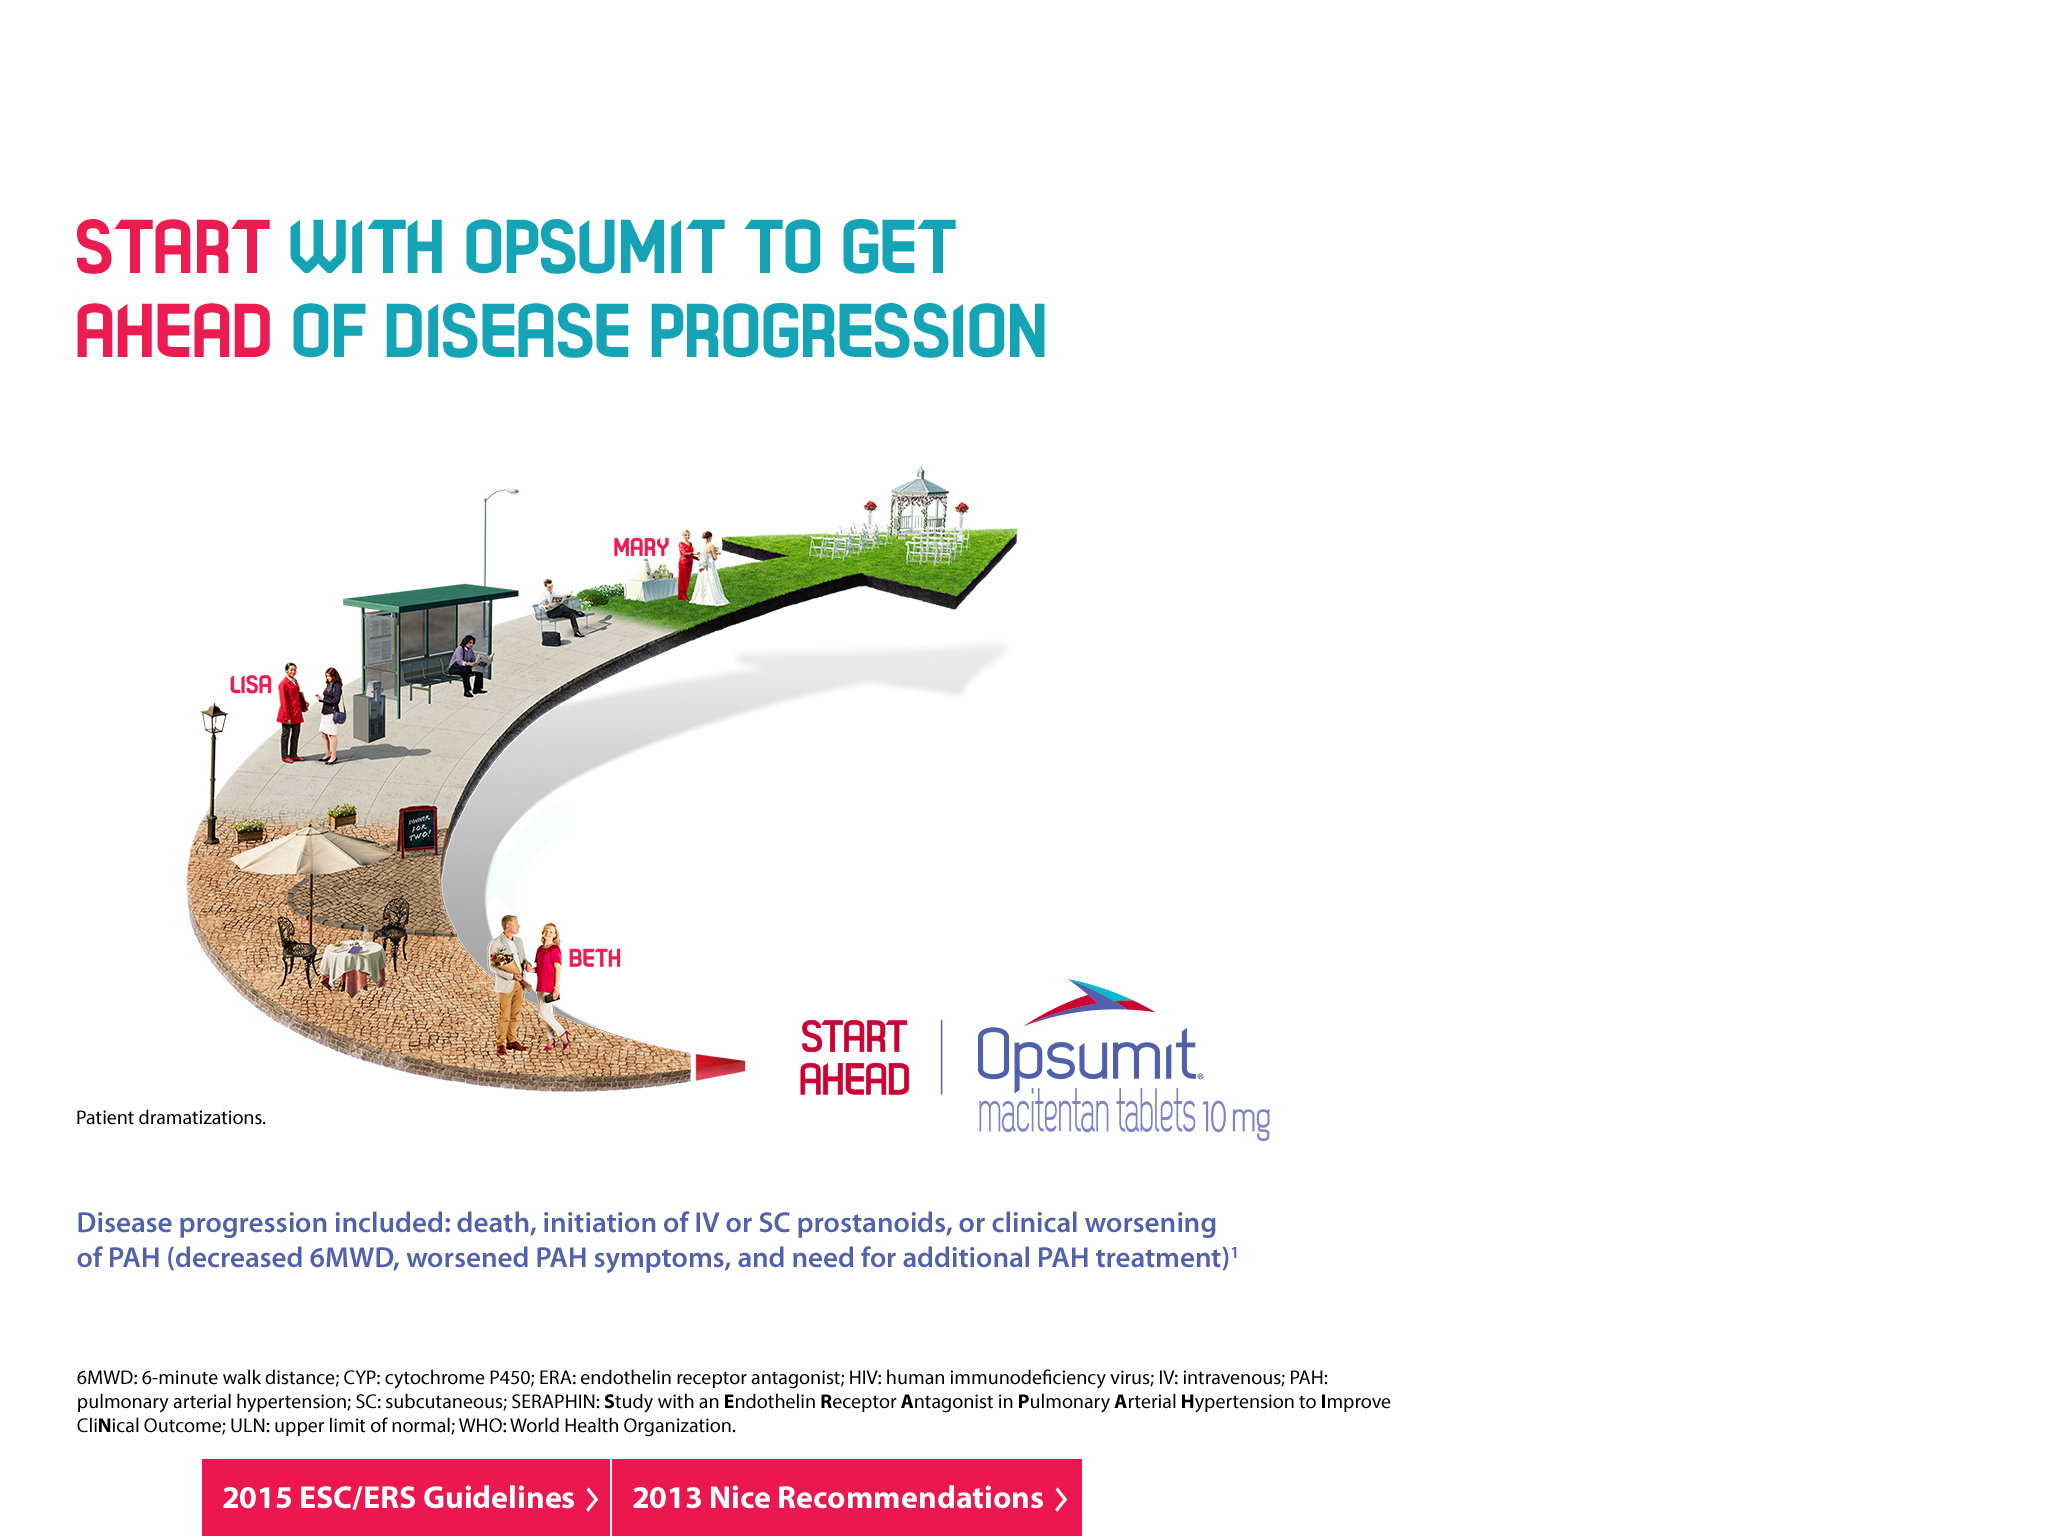 START WITH OPSUMIT TO GET
AHEAD OF DISEASE PROGRESSION
MARY
LISA
DINNER
FOR
TWO!
BETH
START
AHEAD
Opsumit®
macitentan tablets 10 mg
Patient dramatizations.
Disease progression included: death, initiation of IV or SC prostanoids, or clinical worsening
of PAH (decreased 6MWD, worsened PAH symptoms, and need for additional PAH treatment)¹
6MWD: 6-minute walk distance; CYP: cytochrome P450; ERA: endothelin receptor antagonist; HIV: human immunodeficiency virus; IV: intravenous; PAH:
pulmonary arterial hypertension; SC: subcutaneous; SERAPHIN: Study with an Endothelin Receptor Antagonist in Pulmonary Arterial Hypertension to Improve
CliNical Outcome; ULN: upper limit of normal; WHO: World Health Organization.
2015 ESC/ERS Guidelines >
2013 Nice Recommendations >